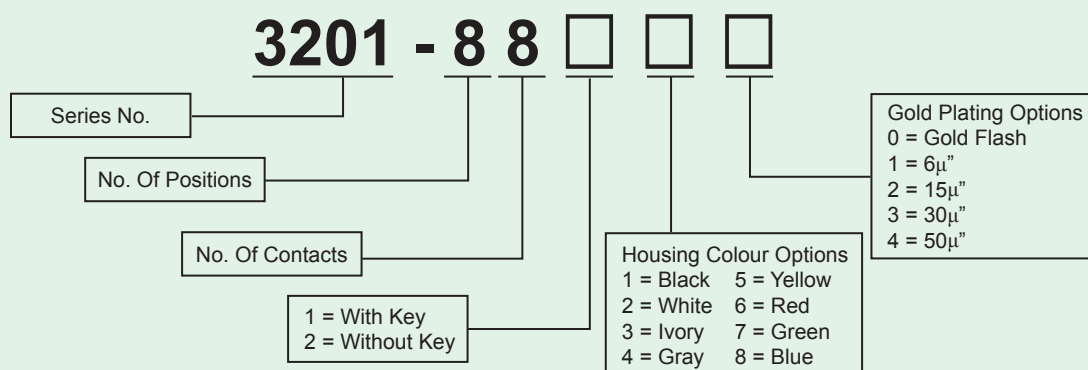 3201 - 8 8 □ □ □
Series No.
No. Of Positions
No. Of Contacts
1 = With Key
2 = Without Key
Housing Colour Options
1 = Black 5 = Yellow
2 = White 6 = Red
3 = Ivory 7 = Green
4 = Gray 8 = Blue
Gold Plating Options
0 = Gold Flash
1 = 6μ”
2 = 15μ”
3 = 30μ”
4 = 50μ”